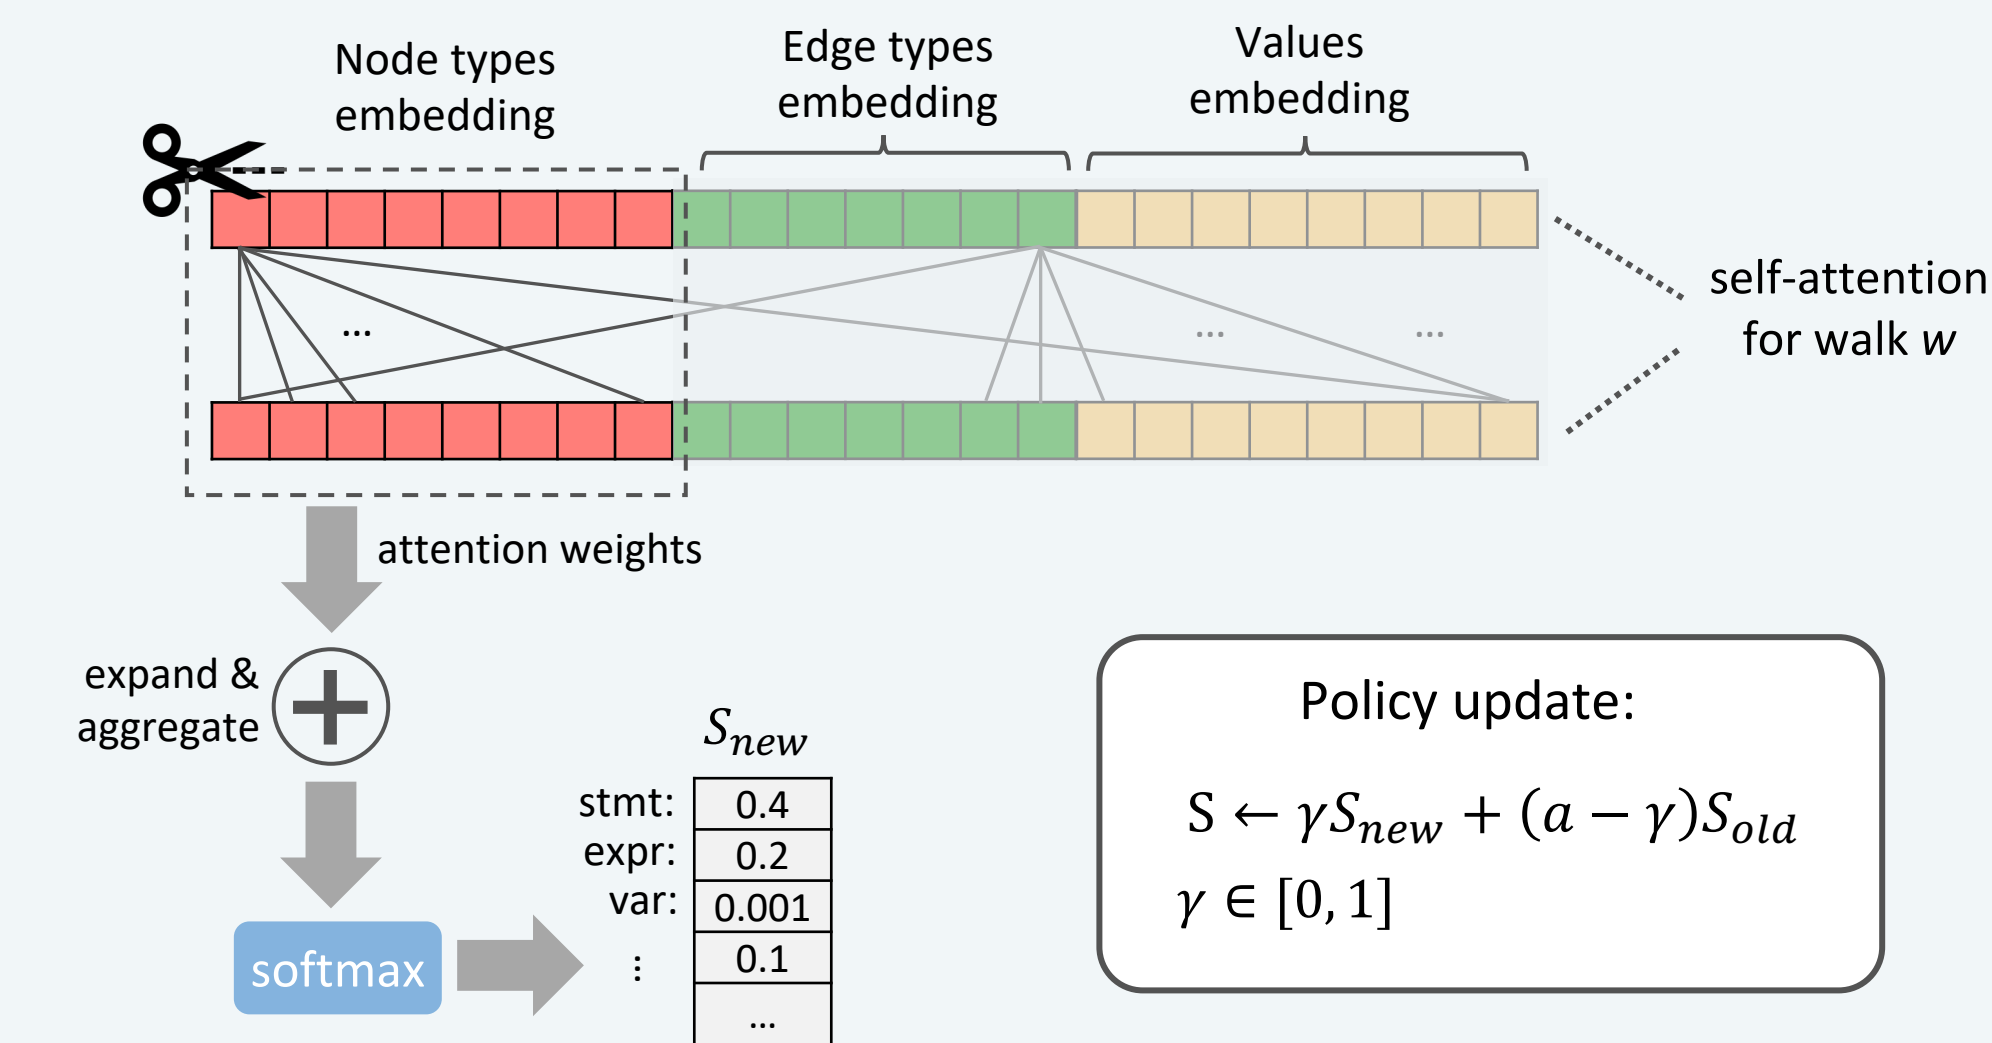 Node types
embedding
Edge types
embedding
Values
embedding
...
...
...
self-attention
for walk w
attention weights
expand &
aggregate
softmax
S_new
stmt: 0.4
expr: 0.2
var: 0.001
⋮ 0.1
...
Policy update:
S ← γS_new + (a − γ)S_old
γ ∈ [0, 1]